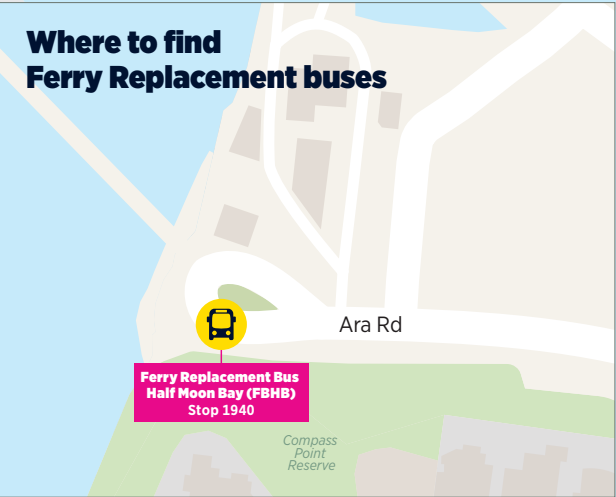 Where to find
Ferry Replacement buses
Ara Rd
Ferry Replacement Bus
Half Moon Bay (FBHB)
Stop 1940
Compass
Point
Reserve